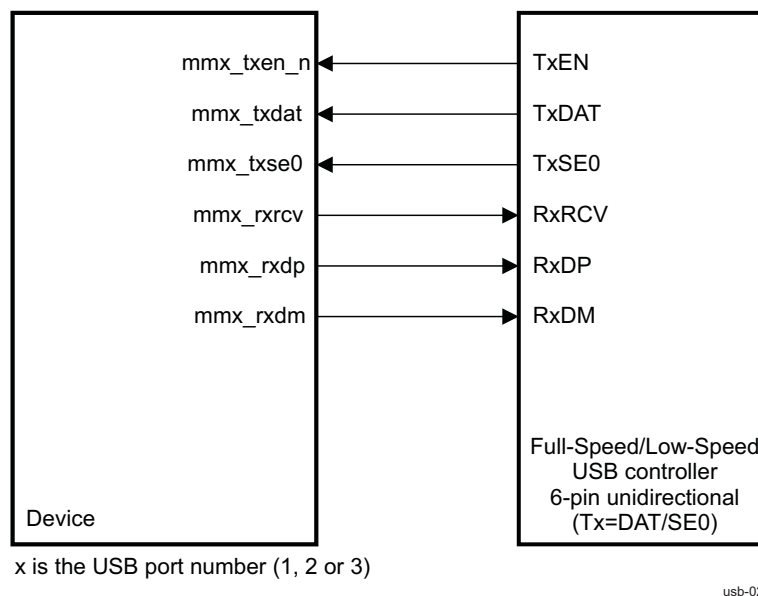 mmx_txen_n TxEN
mmx_txdat TxDAT
mmx_txse0 TxSE0
mmx_rxrcv RxRCV
mmx_rxdp RxDP
mmx_rxdm RxDM
Full-Speed/Low-Speed
USB controller
6-pin unidirectional
(Tx=DAT/SE0)
Device
x is the USB port number (1, 2 or 3)